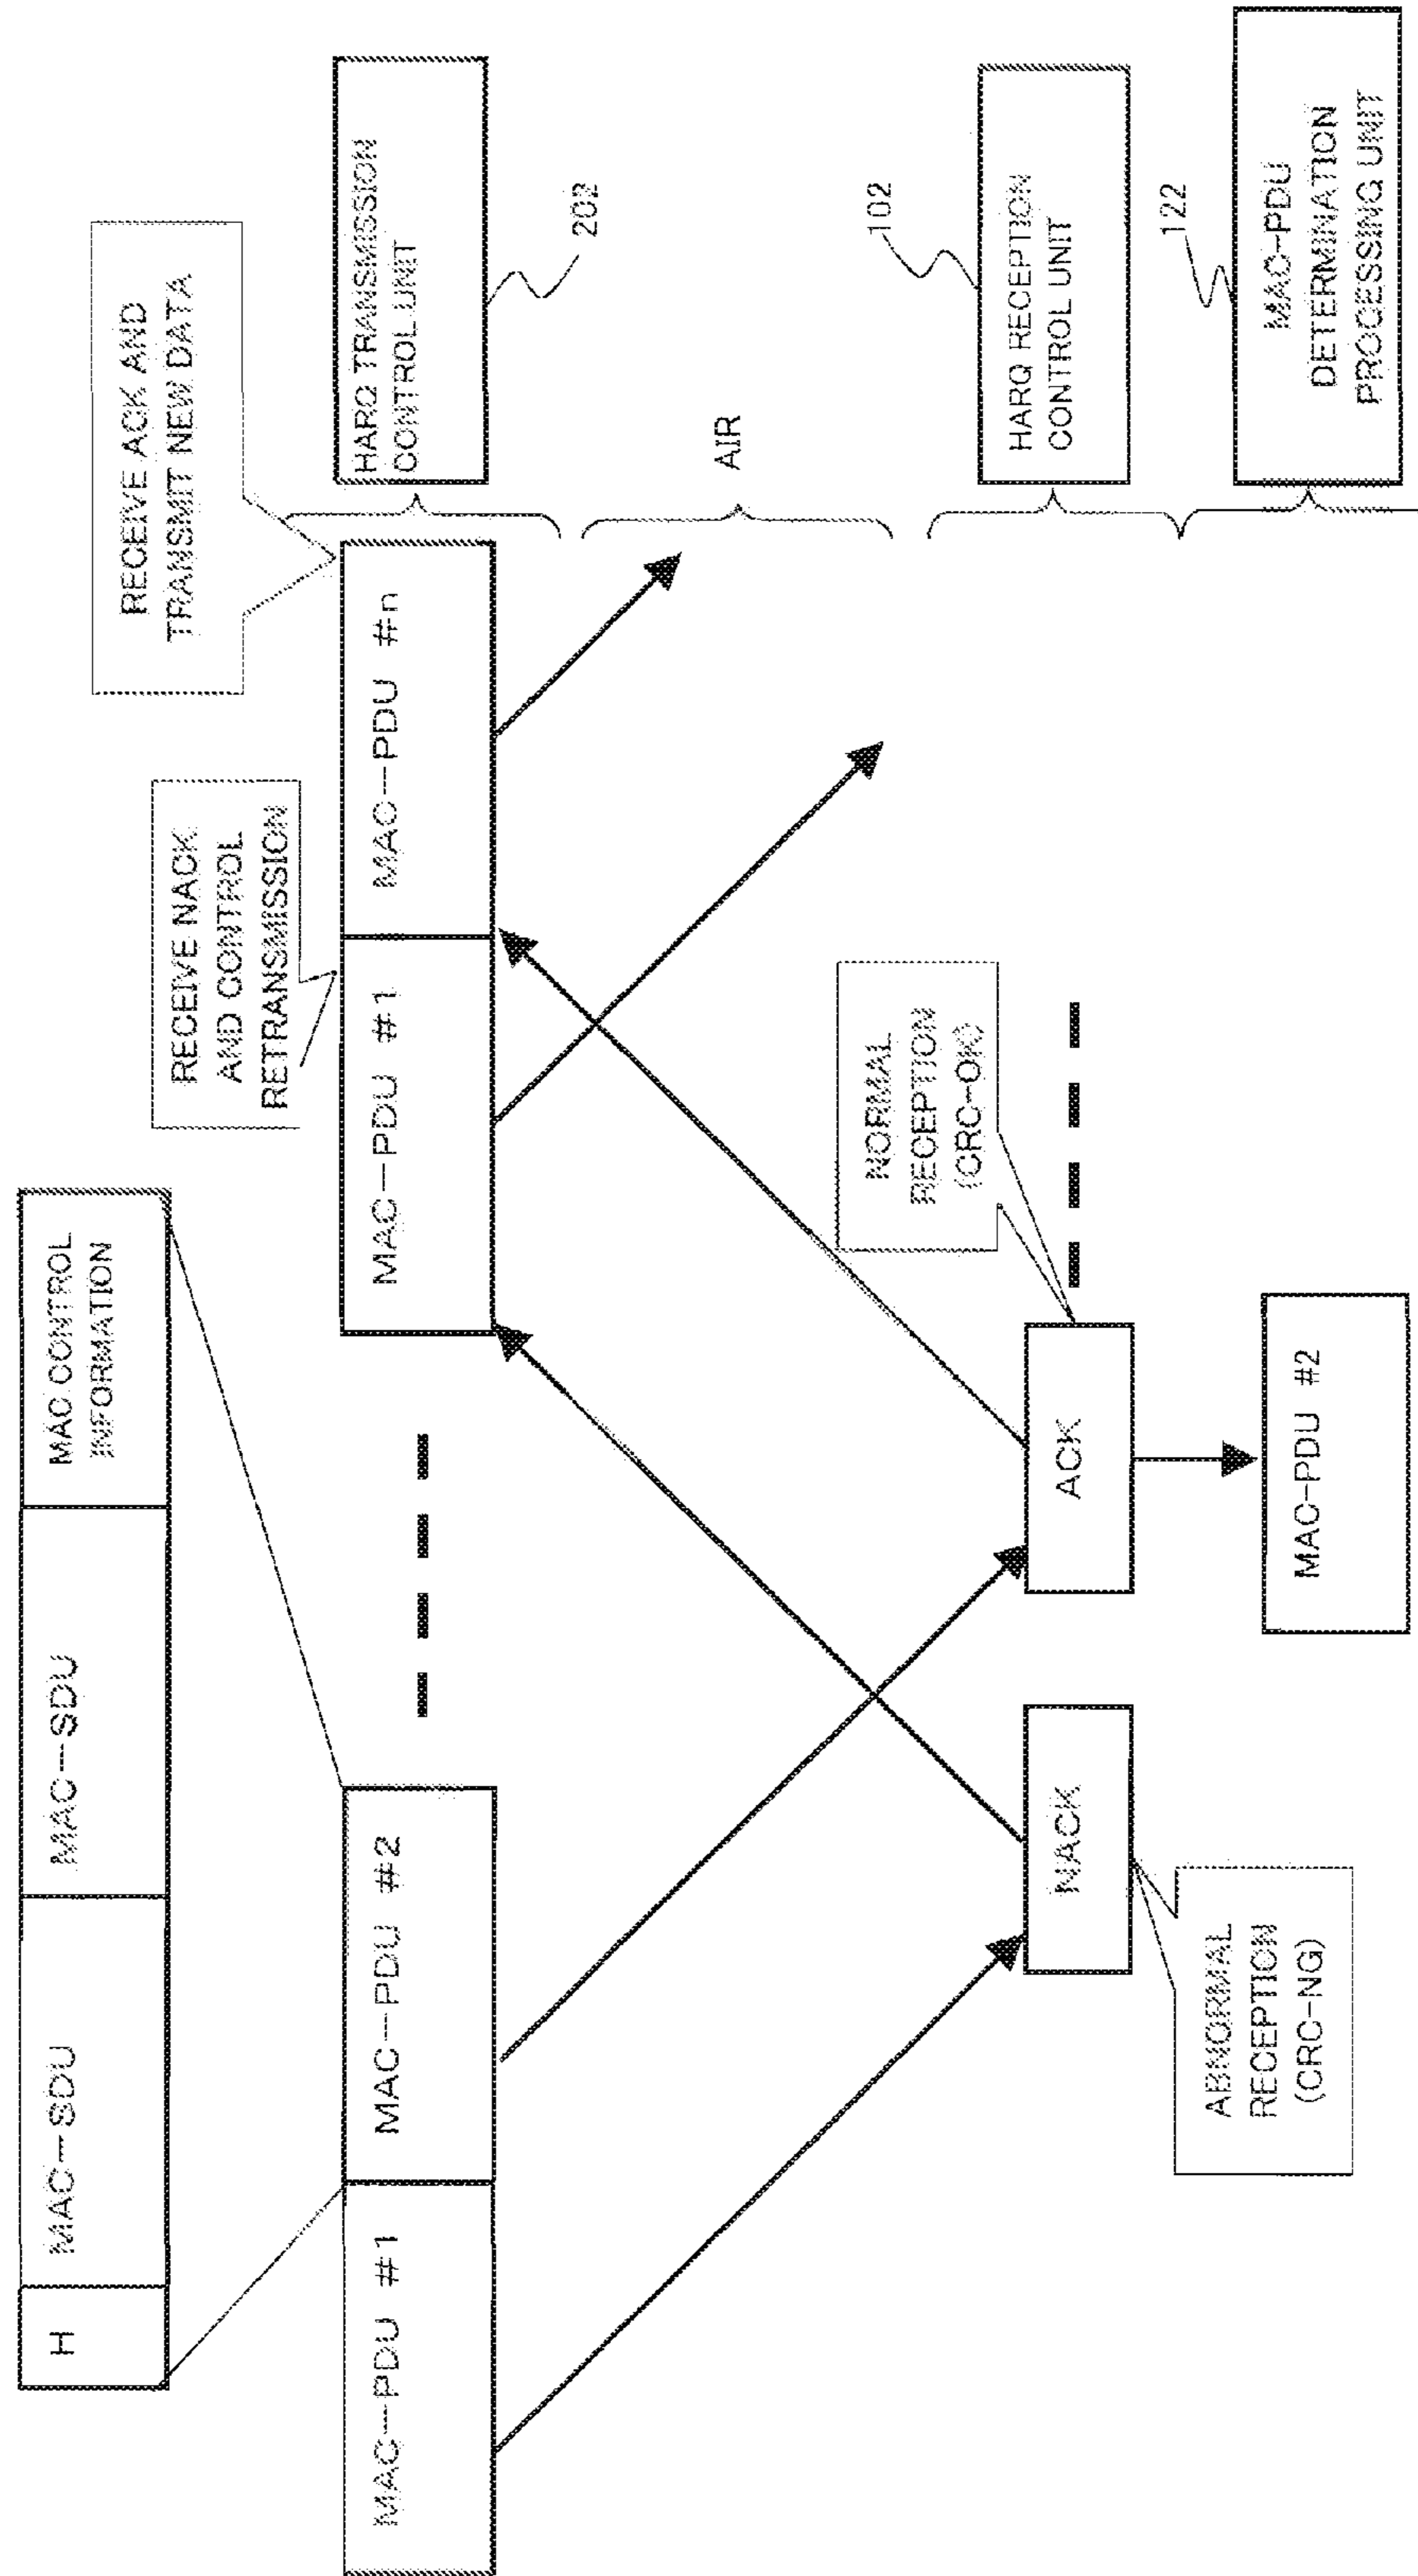 H
MAC-SDU
MAC-SDU
MAC CONTROL
INFORMATION
RECEIVE NACK
AND CONTROL
RETRANSMISSION
RECEIVE ACK AND
TRANSMIT NEW DATA
MAC-PDU #1
MAC-PDU #2
MAC-PDU #1
MAC-PDU #n
HARQ TRANSMISSION
CONTROL UNIT
202
AIR
NORMAL
RECEPTION
(CRC-OK)
102
NACK
ACK
HARQ RECEPTION
CONTROL UNIT
122
ABNORMAL
RECEPTION
(CRC-NG)
MAC-PDU #2
MAC-PDU
DETERMINATION
PROCESSING UNIT